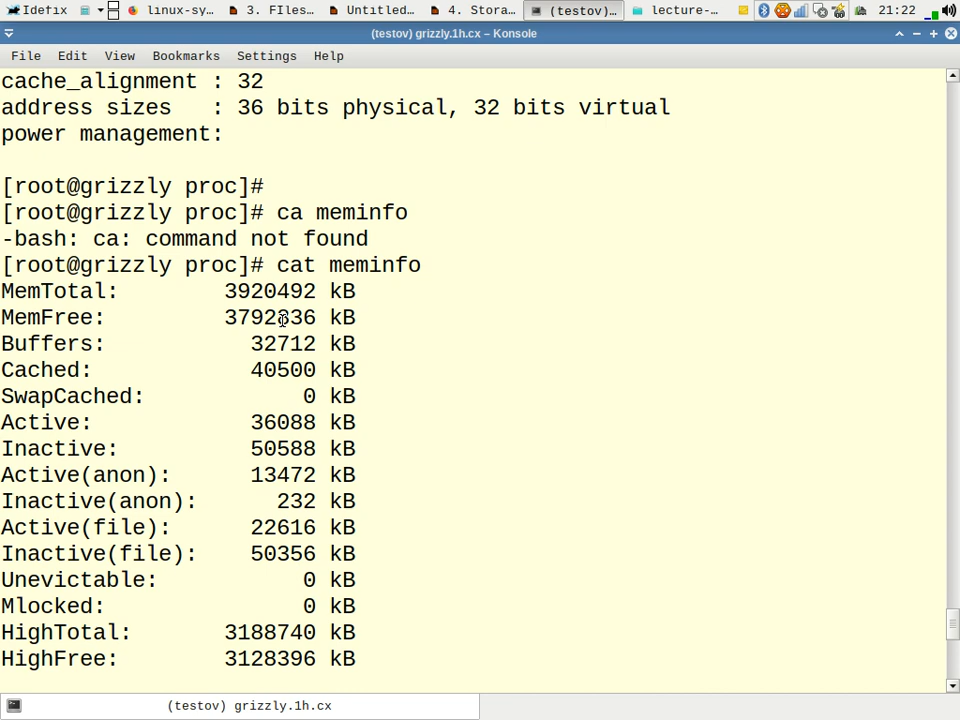 Idefix
linux-sy...
3. FIles...
Untitled...
4. Stora...
(testov)...
lecture-...
21:22
(testov) grizzly.1h.cx – Konsole
File Edit View Bookmarks Settings Help
cache_alignment : 32
address sizes : 36 bits physical, 32 bits virtual
power management:
[root@grizzly proc]#
[root@grizzly proc]# ca meminfo
-bash: ca: command not found
[root@grizzly proc]# cat meminfo
MemTotal: 3920492 kB
MemFree: 3792836 kB
Buffers: 32712 kB
Cached: 40500 kB
SwapCached: 0 kB
Active: 36088 kB
Inactive: 50588 kB
Active(anon): 13472 kB
Inactive(anon): 232 kB
Active(file): 22616 kB
Inactive(file): 50356 kB
Unevictable: 0 kB
Mlocked: 0 kB
HighTotal: 3188740 kB
HighFree: 3128396 kB
(testov) grizzly.1h.cx